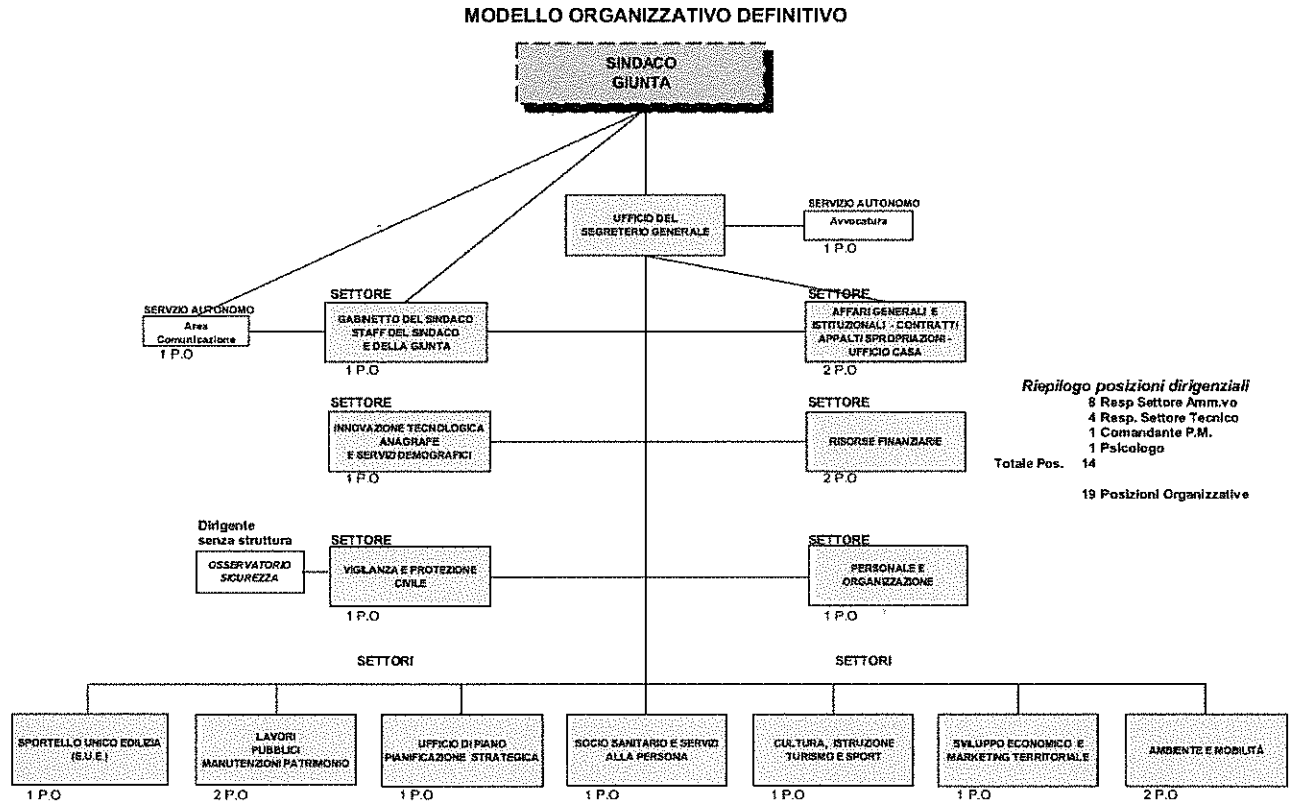 MODELLO ORGANIZZATIVO DEFINITIVO
SINDACO
GIUNTA
UFFICIO DEL
SEGRETERIO GENERALE
SERVIZIO AUTONOMO
Avvocatura
1 P.O
SERVZIO AUTONOMO
Area
Comunicazione
1 P.O
SETTORE
GABINETTO DEL SINDACO
STAFF DEL SINDACO
E DELLA GIUNTA
1 P.O
SETTORE
AFFARI GENERALI E
ISTITUZIONALI - CONTRATTI
APPALTI SPROPRIAZIONI -
UFFICIO CASA
2 P.O
Riepilogo posizioni dirigenziali
8 Resp Settore Amm.vo
4 Resp. Settore Tecnico
1 Comandante P.M.
1 Psicologo
Totale Pos. 14
19 Posizioni Organizzative
SETTORE
INNOVAZIONE TECNOLOGICA
ANAGRAFE
E SERVIZI DEMOGRAFICI
1 P.O
SETTORE
RISORSE FINANZIARIE
2 P.O
Dirigente
senza struttura
OSSERVATORIO
SICUREZZA
SETTORE
VIGILANZA E PROTEZIONE
CIVILE
1 P.O
SETTORE
PERSONALE E
ORGANIZZAZIONE
1 P.O
SETTORI
SETTORI
SPORTELLO UNICO EDILIZIA
(S.U.E.)
1 P.O
LAVORI
PUBBLICI
MANUTENZIONI PATRIMONIO
2 P.O
UFFICIO DI PIANO
PIANIFICAZIONE STRATEGICA
1 P.O
SOCIO SANITARIO E SERVIZI
ALLA PERSONA
1 P.O
CULTURA, ISTRUZIONE
TURISMO E SPORT
1 P.O
SVILUPPO ECONOMICO E
MARKETING TERRITORIALE
1 P.O
AMBIENTE E MOBILITÀ
2 P.O